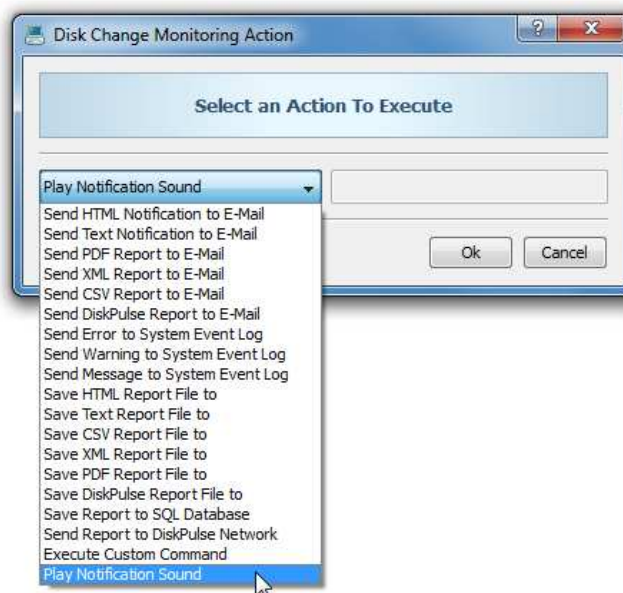 Disk Change Monitoring Action
?
Select an Action To Execute
Play Notification Sound
Send HTML Notification to E-Mail
Send Text Notification to E-Mail
Send PDF Report to E-Mail
Send XML Report to E-Mail
Send CSV Report to E-Mail
Send DiskPulse Report to E-Mail
Send Error to System Event Log
Send Warning to System Event Log
Send Message to System Event Log
Save HTML Report File to
Save Text Report File to
Save CSV Report File to
Save XML Report File to
Save PDF Report File to
Save DiskPulse Report File to
Save Report to SQL Database
Send Report to DiskPulse Network
Execute Custom Command
Play Notification Sound
Ok
Cancel